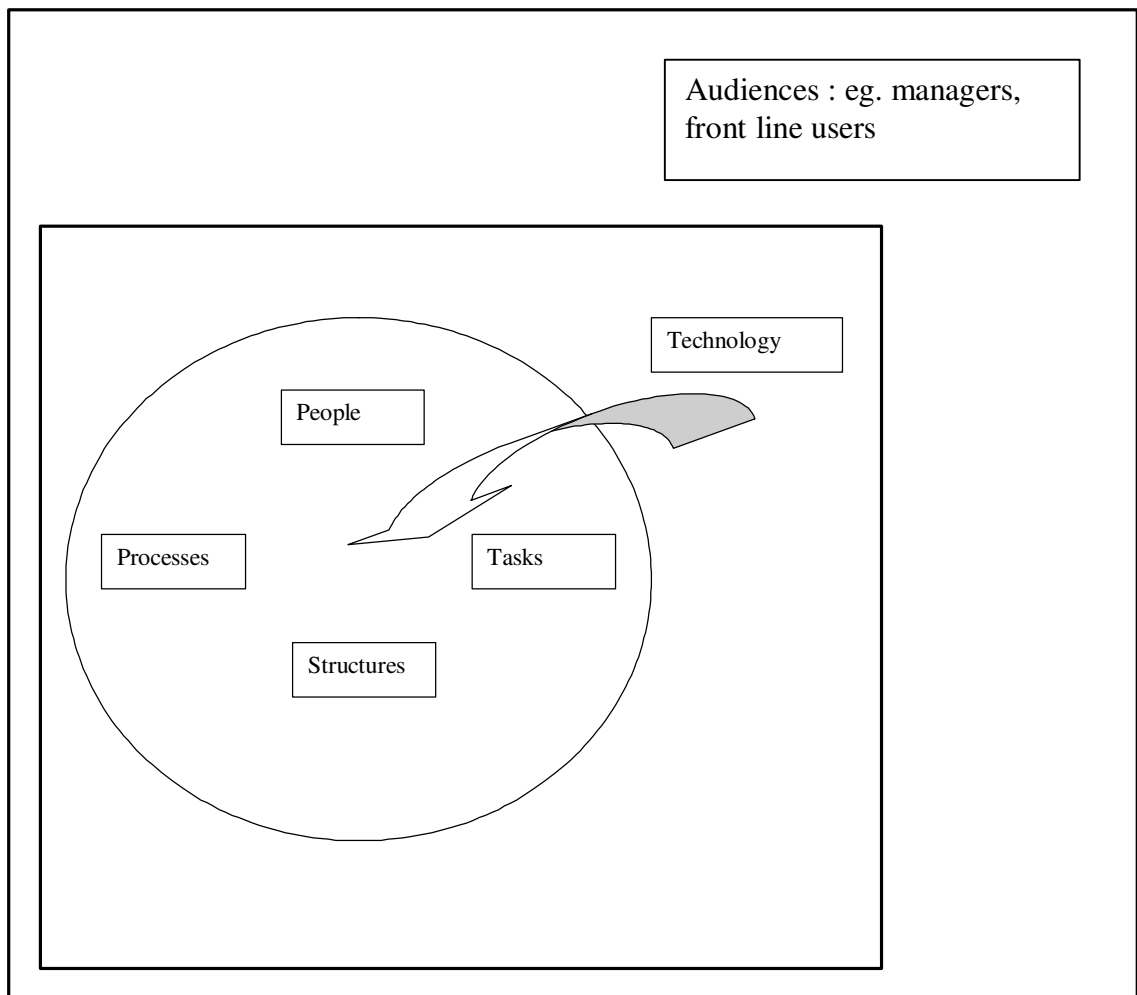 Audiences : eg. managers,
front line users
Technology
People
Processes
Tasks
Structures